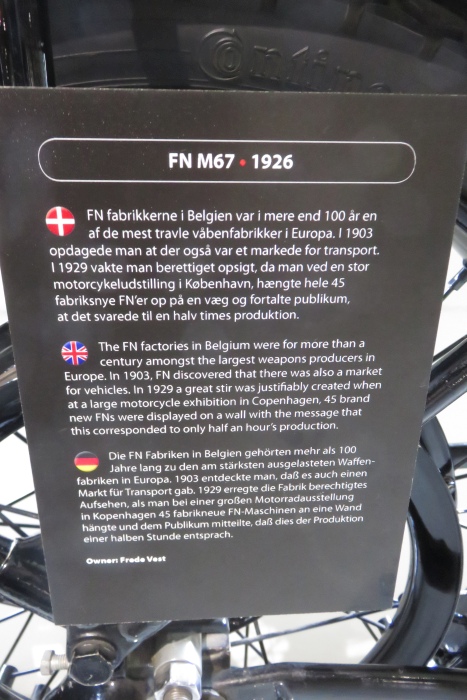 FN M67 • 1926
FN fabrikkerne i Belgien var i mere end 100 år en
af de mest travle våbenfabrikker i Europa. I 1903
opdagede man at der også var et markede for transport.
I 1929 vakte man berettiget opsigt, da man ved en stor
motorcykeludstilling i København, hængte hele 45
fabriksnye FN'er op på en væg og fortalte publikum,
at det svarede til en halv times produktion.
The FN factories in Belgium were for more than a
century amongst the largest weapons producers in
Europe. In 1903, FN discovered that there was also a market
for vehicles. In 1929 a great stir was justifiably created when
at a large motorcycle exhibition in Copenhagen, 45 brand
new FNs were displayed on a wall with the message that
this corresponded to only half an hour's production.
Die FN Fabriken in Belgien gehörten mehr als 100
Jahre lang zu den am stärksten ausgelasteten Waffen-
fabriken in Europa. 1903 entdeckte man, daß es auch einen
Markt für Transport gab. 1929 erregte die Fabrik berechtigtes
Aufsehen, als man bei einer großen Motorradausstellung
in Kopenhagen 45 fabrikneue FN-Maschinen an eine Wand
hängte und dem Publikum mitteilte, daß dies der Produktion
einer halben Stunde entsprach.
Owner: Frode Vest